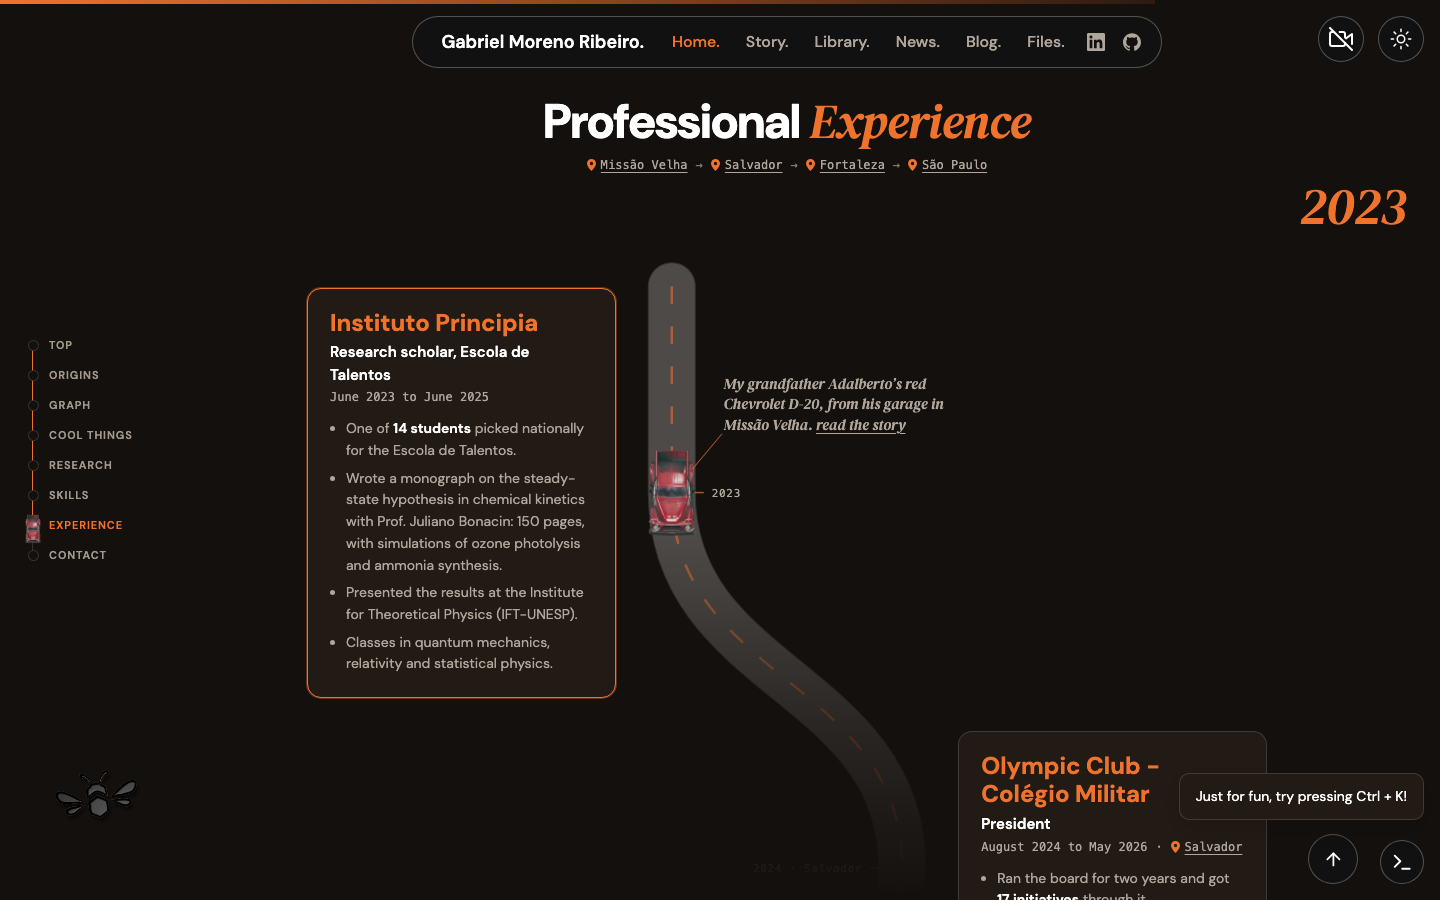 Gabriel Moreno Ribeiro. Home. Story. Library. News. Blog. Files.
Professional Experience
Missão Velha → Salvador → Fortaleza → São Paulo
2023
Instituto Principia
Research scholar, Escola de
Talentos
June 2023 to June 2025
• One of 14 students picked nationally
for the Escola de Talentos.
• Wrote a monograph on the steady-
state hypothesis in chemical kinetics
with Prof. Juliano Bonacin: 150 pages,
with simulations of ozone photolysis
and ammonia synthesis.
• Presented the results at the Institute
for Theoretical Physics (IFT-UNESP).
• Classes in quantum mechanics,
relativity and statistical physics.
My grandfather Adalberto's red
Chevrolet D-20, from his garage in
Missão Velha. read the story
2023
TOP
ORIGINS
GRAPH
COOL THINGS
RESEARCH
SKILLS
EXPERIENCE
CONTACT
2024 · Salvador
Olympic Club –
Colégio Militar
President
August 2024 to May 2026 · Salvador
• Ran the board for two years and got
17 initiatives through it
Just for fun, try pressing Ctrl + K!